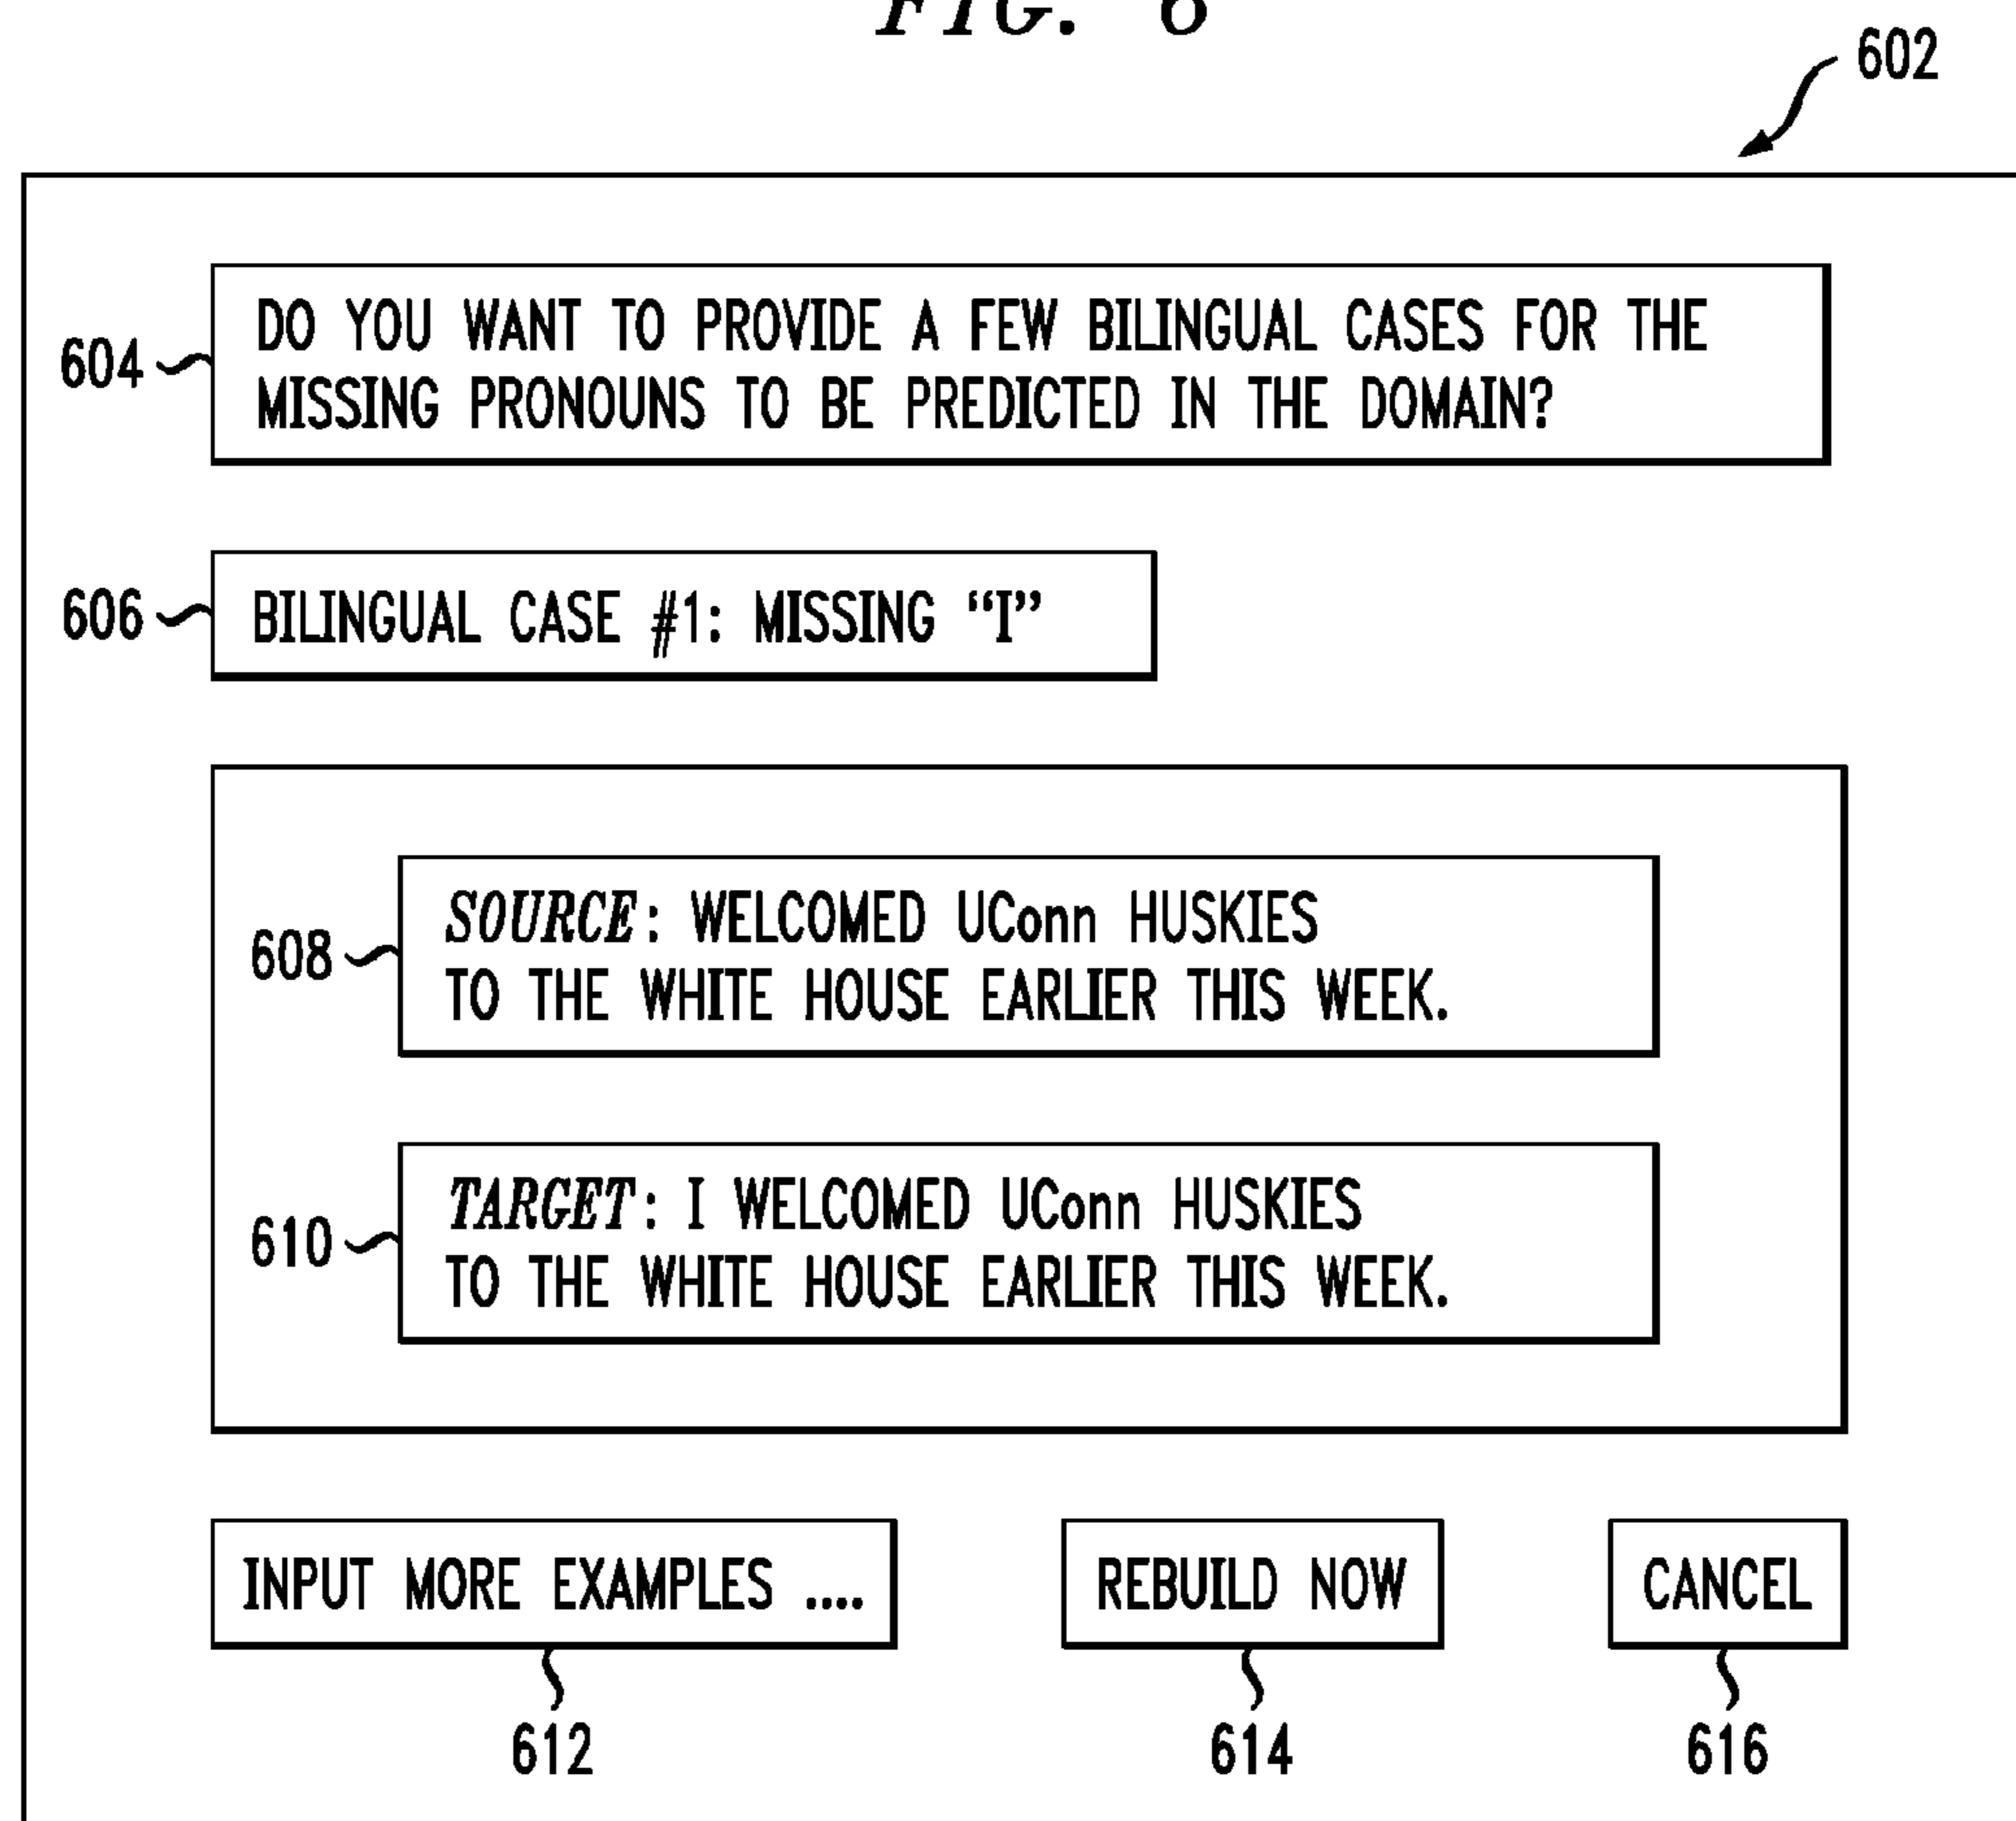 FIG. 6
602
604
DO YOU WANT TO PROVIDE A FEW BILINGUAL CASES FOR THE
MISSING PRONOUNS TO BE PREDICTED IN THE DOMAIN?
606
BILINGUAL CASE #1: MISSING “I”
608
SOURCE: WELCOMED UConn HUSKIES
TO THE WHITE HOUSE EARLIER THIS WEEK.
610
TARGET: I WELCOMED UConn HUSKIES
TO THE WHITE HOUSE EARLIER THIS WEEK.
INPUT MORE EXAMPLES ....
REBUILD NOW
CANCEL
612
614
616